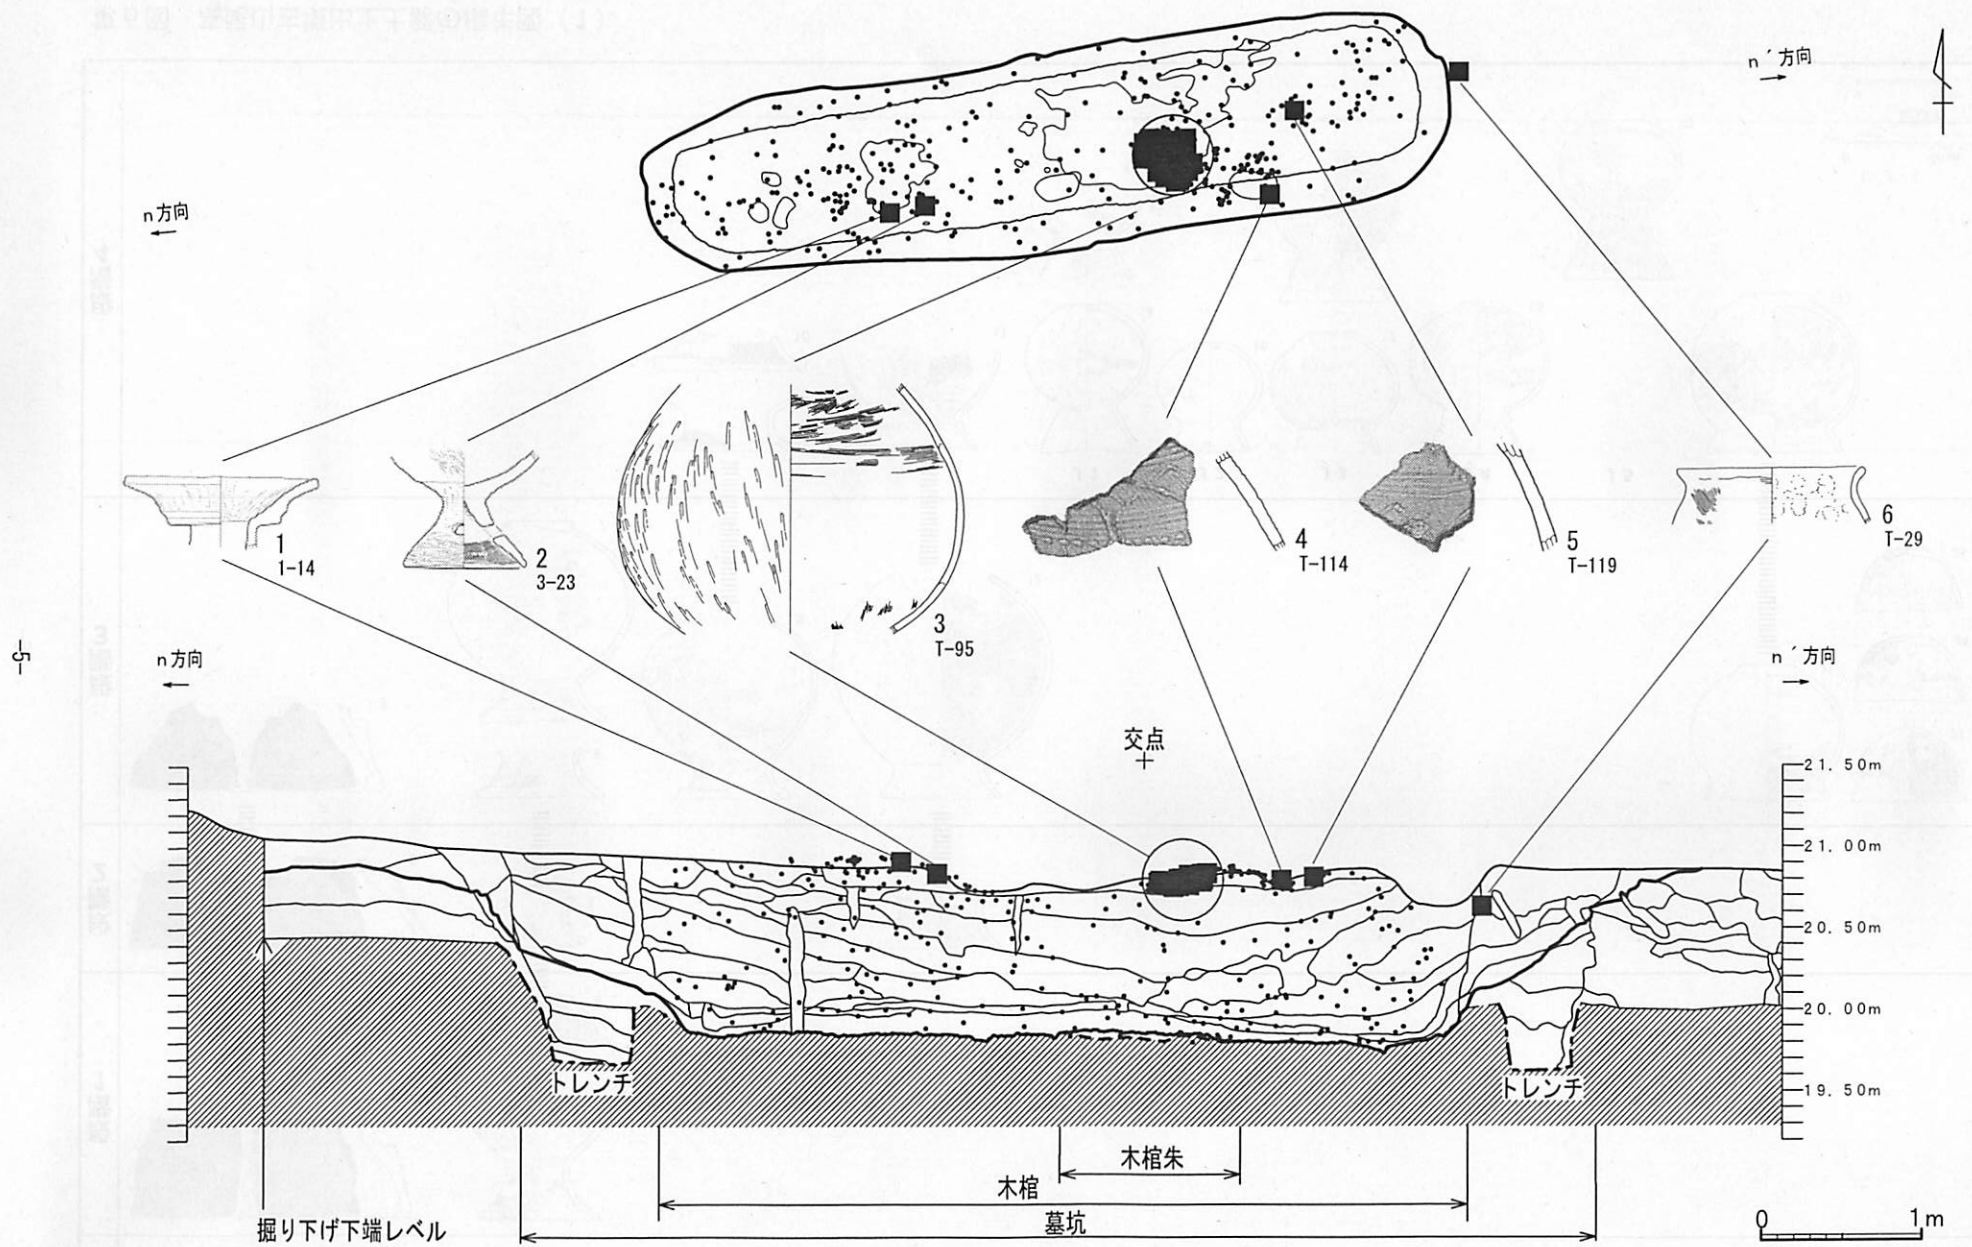 n´方向
n方向
1
1-14
2
3-23
3
T-95
4
T-114
5
T-119
6
T-29
-5-
n方向
n´方向
交点
21.50m
21.00m
20.50m
20.00m
19.50m
トレンチ
トレンチ
木棺朱
木棺
墓坑
掘り下げ下端レベル
0 1m